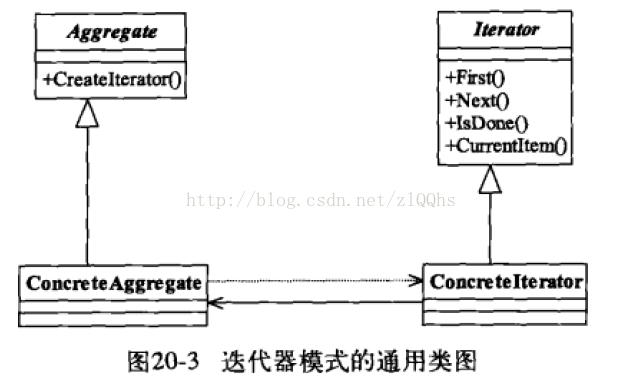 Aggregate
+CreateIterator()
Iterator
+First()
+Next()
+IsDone()
+CurrentItem()
http://blog.csdn.net/zlQQhs
ConcreteAggregate
ConcreteIterator
图20-3 迭代器模式的通用类图